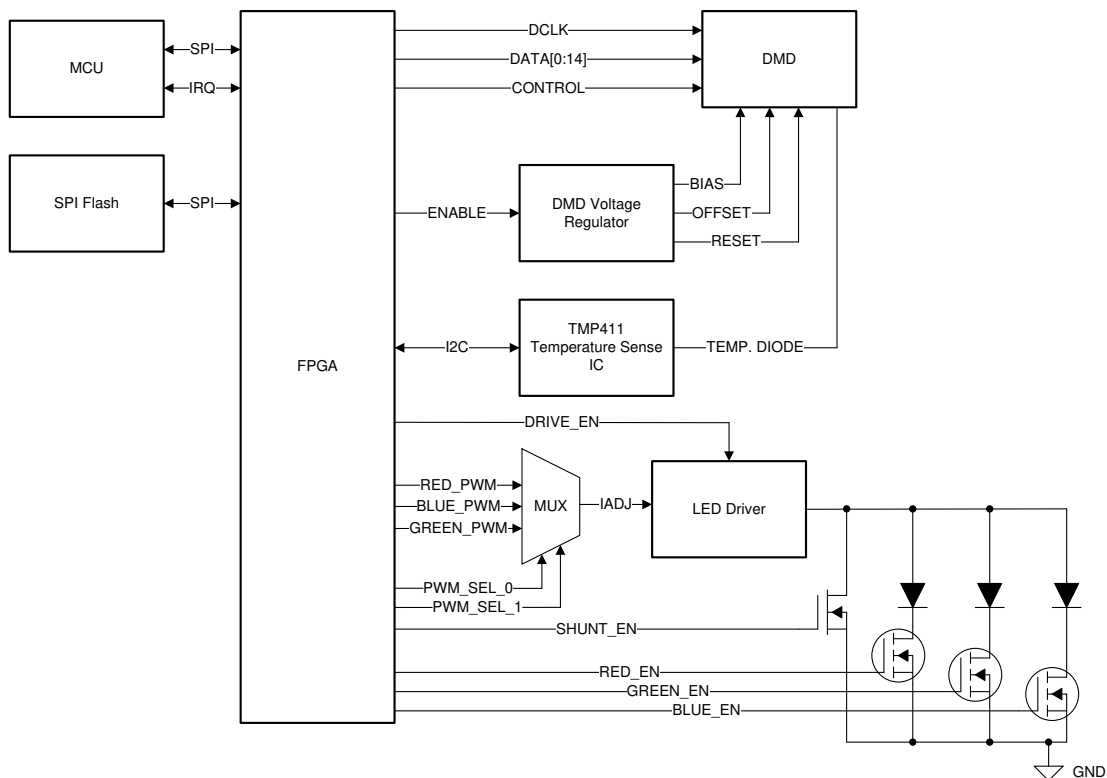 DCLK
SPI
MCU
DATA[0:14]
DMD
IRQ
CONTROL
SPI Flash
SPI
BIAS
ENABLE
DMD Voltage
Regulator
OFFSET
RESET
TMP411
Temperature Sense
IC
I2C
TEMP. DIODE
FPGA
DRIVE_EN
RED_PWM
BLUE_PWM
GREEN_PWM
MUX
IADJ
LED Driver
PWM_SEL_0
PWM_SEL_1
SHUNT_EN
RED_EN
GREEN_EN
BLUE_EN
GND